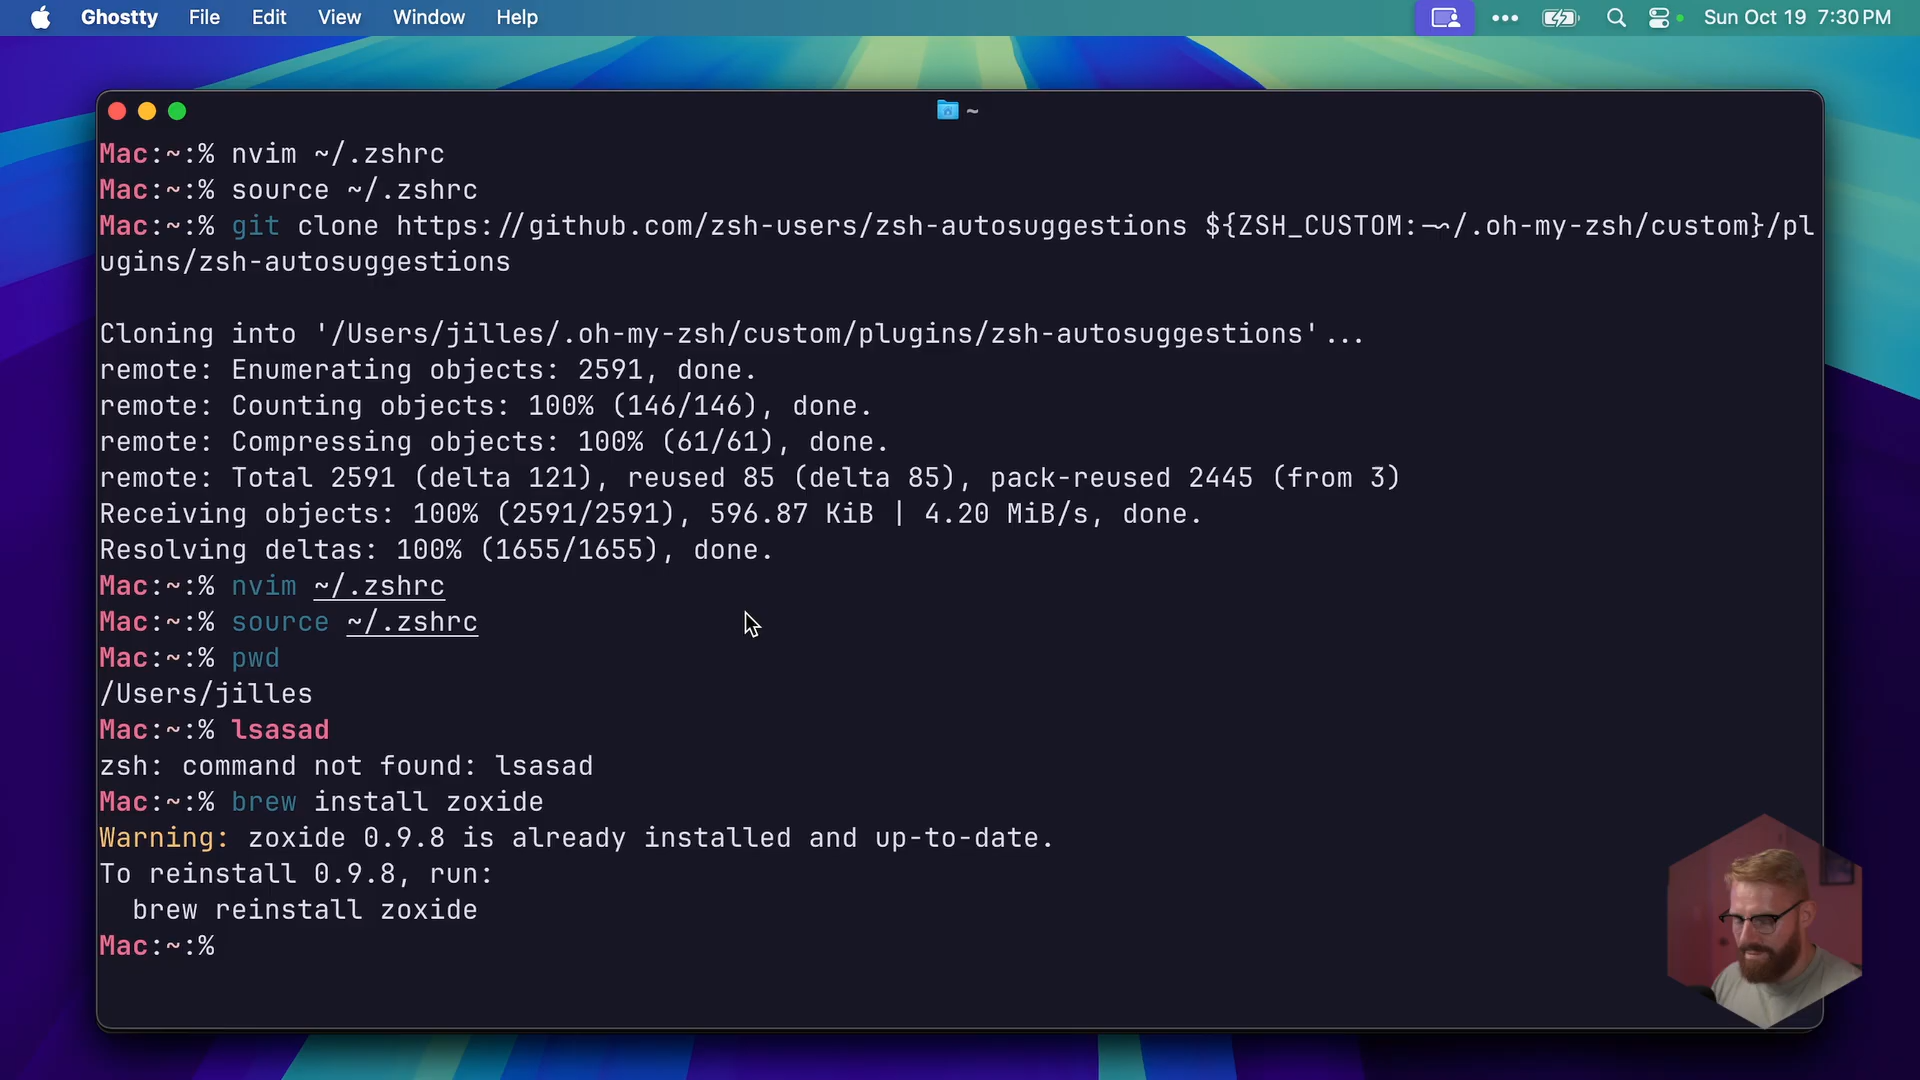 Ghostty File Edit View Window Help Sun Oct 19 7:30 PM
~
Mac:~:% nvim ~/.zshrc
Mac:~:% source ~/.zshrc
Mac:~:% git clone https://github.com/zsh-users/zsh-autosuggestions ${ZSH_CUSTOM:-~/.oh-my-zsh/custom}/pl
ugins/zsh-autosuggestions
Cloning into '/Users/jilles/.oh-my-zsh/custom/plugins/zsh-autosuggestions'...
remote: Enumerating objects: 2591, done.
remote: Counting objects: 100% (146/146), done.
remote: Compressing objects: 100% (61/61), done.
remote: Total 2591 (delta 121), reused 85 (delta 85), pack-reused 2445 (from 3)
Receiving objects: 100% (2591/2591), 596.87 KiB | 4.20 MiB/s, done.
Resolving deltas: 100% (1655/1655), done.
Mac:~:% nvim ~/.zshrc
Mac:~:% source ~/.zshrc
Mac:~:% pwd
/Users/jilles
Mac:~:% lsasad
zsh: command not found: lsasad
Mac:~:% brew install zoxide
Warning: zoxide 0.9.8 is already installed and up-to-date.
To reinstall 0.9.8, run:
  brew reinstall zoxide
Mac:~:%